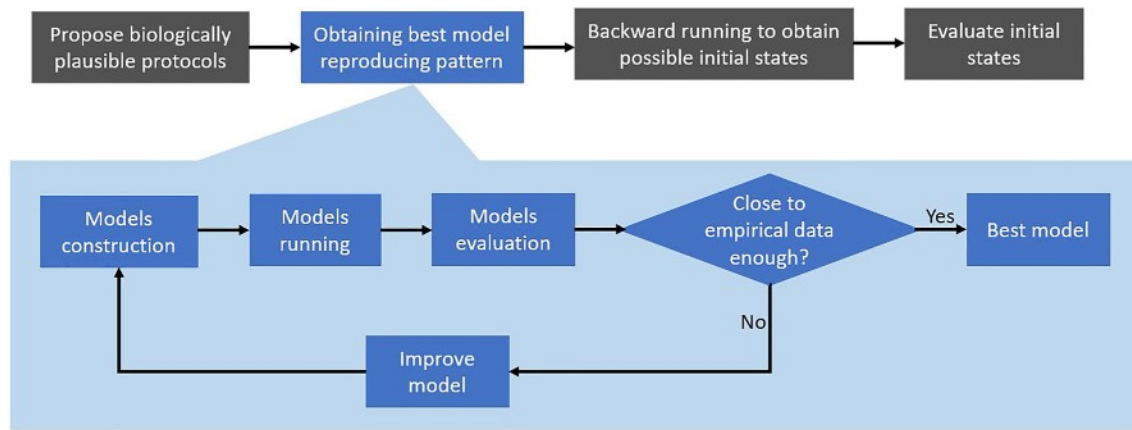 Propose biologically
plausible protocols
Obtaining best model
reproducing pattern
Backward running to obtain
possible initial states
Evaluate initial
states
Models
construction
Models
running
Models
evaluation
Close to
empirical data
enough?
Yes
Best model
No
Improve
model